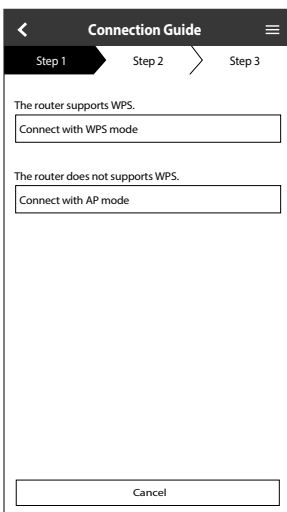 Connection Guide
Step 1 Step 2 Step 3
The router supports WPS.
Connect with WPS mode
The router does not supports WPS.
Connect with AP mode
Cancel